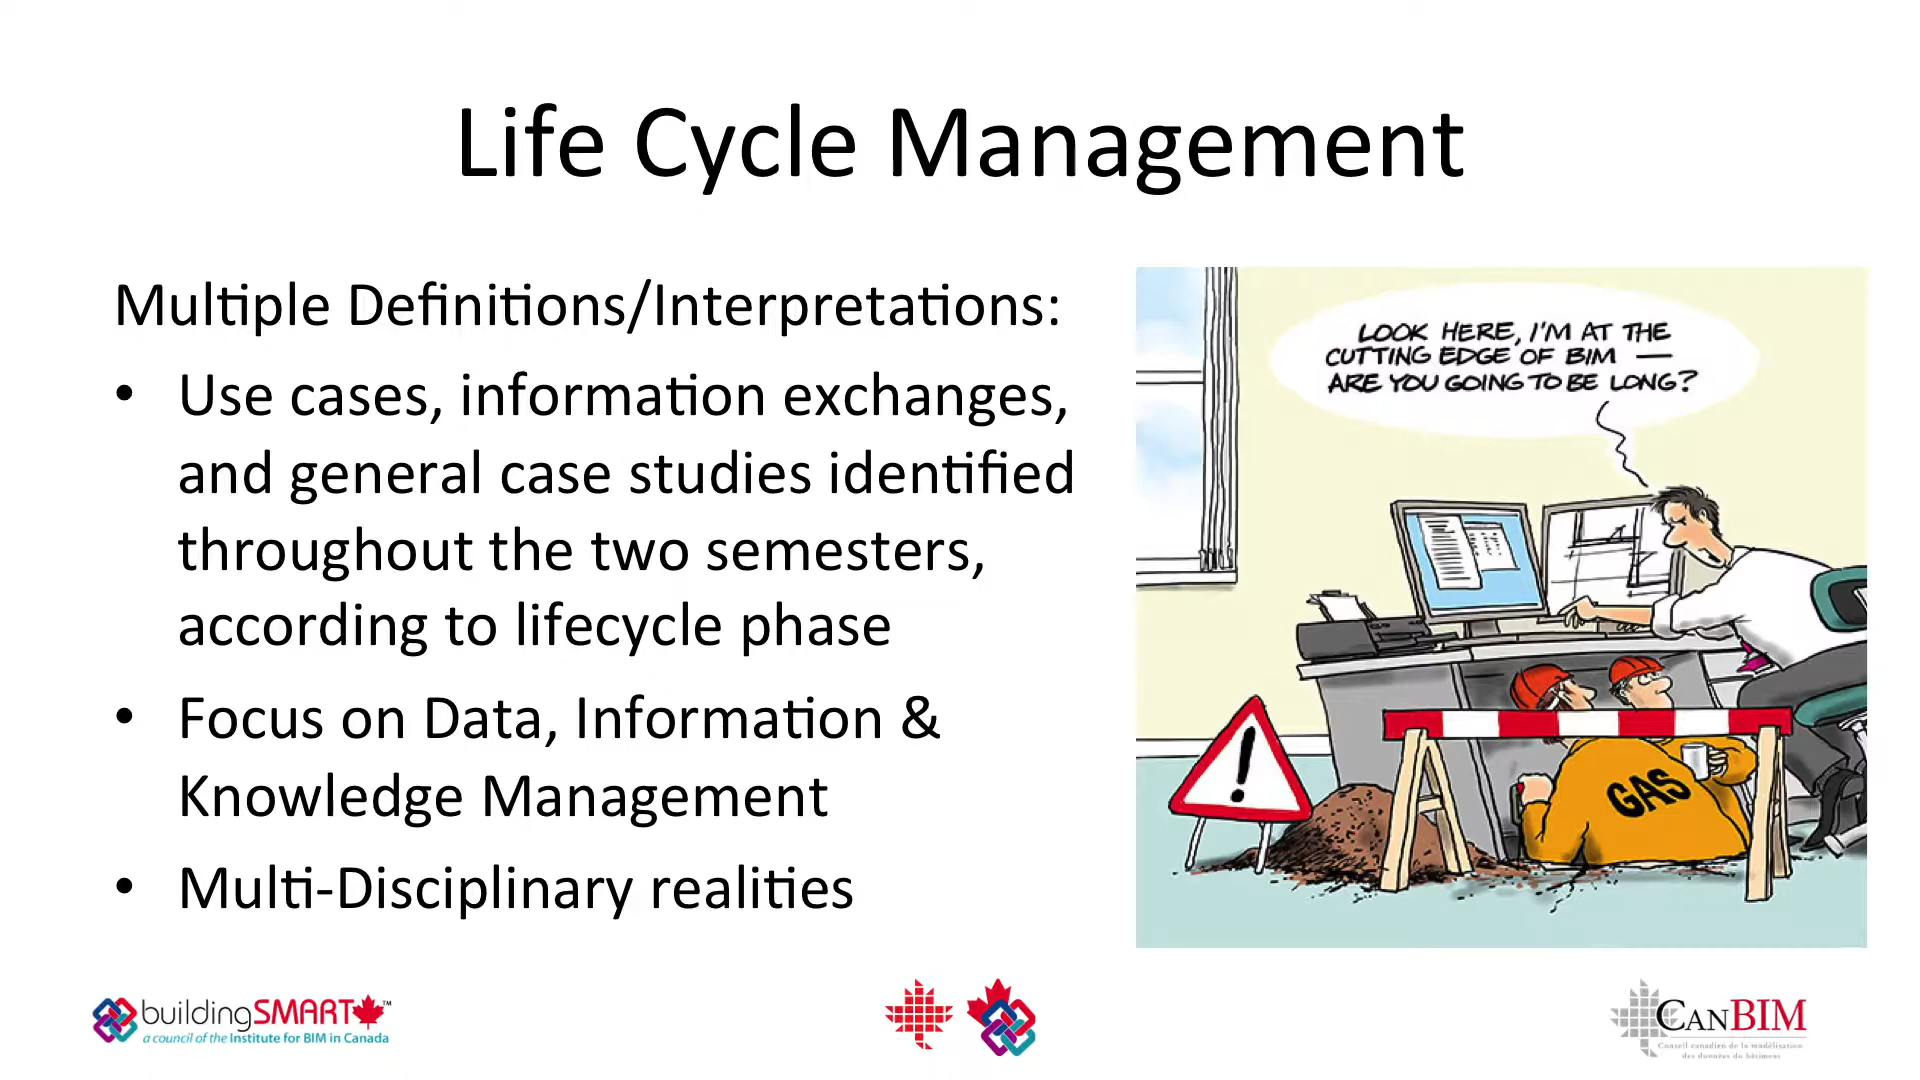 Life Cycle Management
Multiple Definitions/Interpretations:
• Use cases, information exchanges,
and general case studies identified
throughout the two semesters,
according to lifecycle phase
• Focus on Data, Information &
Knowledge Management
• Multi-Disciplinary realities
LOOK HERE, I'M AT THE
CUTTING EDGE OF BIM —
ARE YOU GOING TO BE LONG?
!
GAS
buildingSMART™
a council of the Institute for BIM in Canada
CANBIM
Conseil canadien de la modélisation
des données du bâtiment